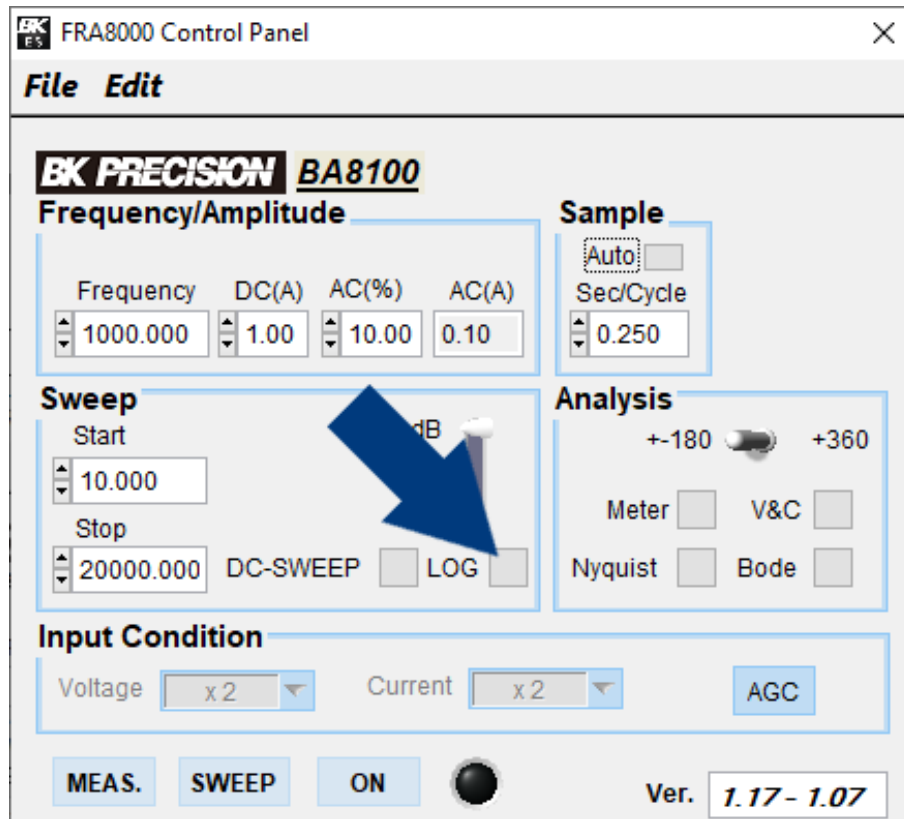 BK
ES
FRA8000 Control Panel
File Edit
BK PRECISION BA8100
Frequency/Amplitude
Frequency DC(A) AC(%) AC(A)
1000.000 1.00 10.00 0.10
Sample
Auto
Sec/Cycle
0.250
Sweep
Start
dB
10.000
Stop
20000.000 DC-SWEEP LOG
Analysis
+-180 +360
Meter V&C
Nyquist Bode
Input Condition
Voltage x 2 Current x 2 AGC
MEAS. SWEEP ON Ver. 1.17 - 1.07